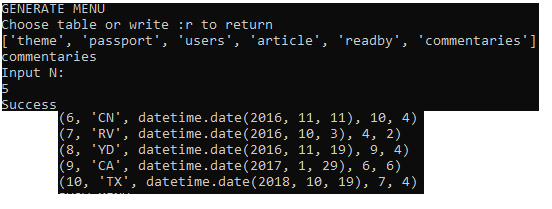 GENERATE MENU
Choose table or write :r to return
['theme', 'passport', 'users', 'article', 'readby', 'commentaries']
commentaries
Input N:
5
Success
(6, 'CN', datetime.date(2016, 11, 11), 10, 4)
(7, 'RV', datetime.date(2016, 10, 3), 4, 2)
(8, 'YD', datetime.date(2016, 11, 19), 9, 4)
(9, 'CA', datetime.date(2017, 1, 29), 6, 6)
(10, 'TX', datetime.date(2018, 10, 19), 7, 4)